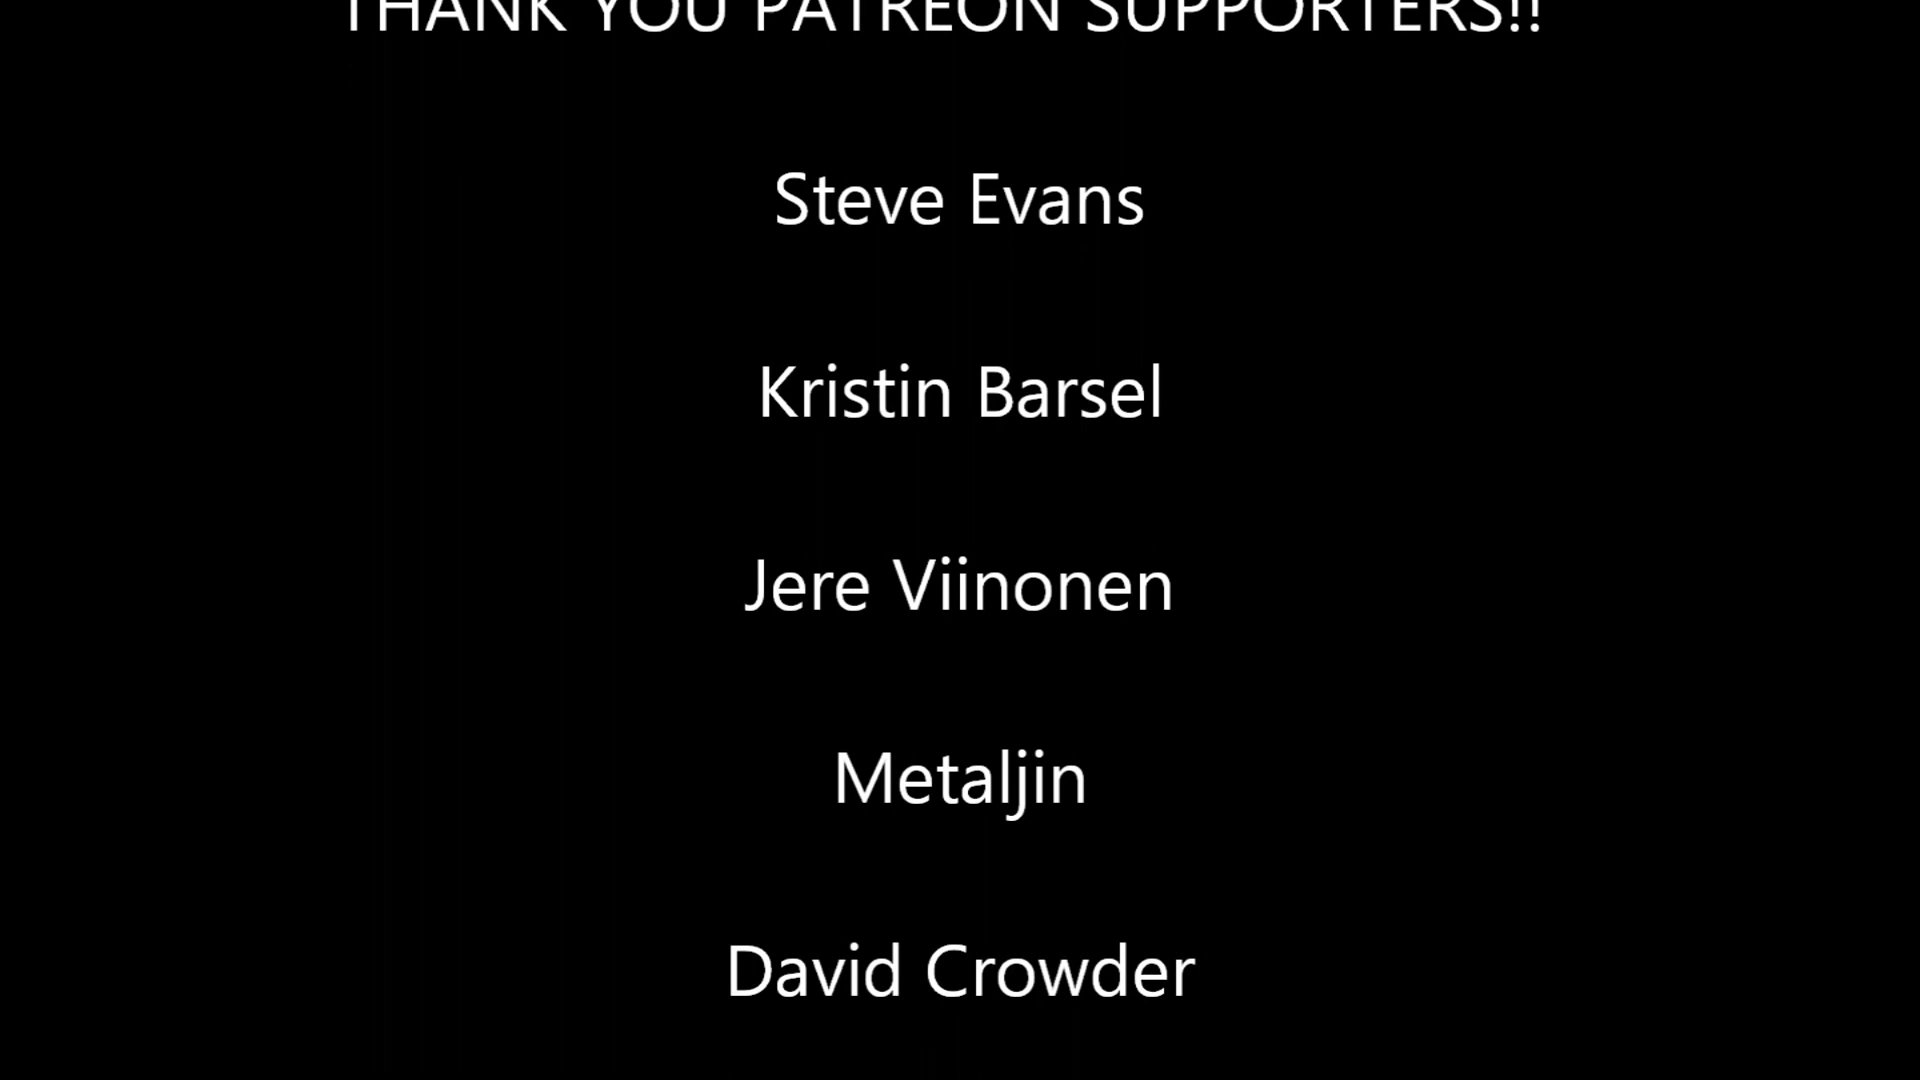 THANK YOU PATREON SUPPORTERS!!
Steve Evans
Kristin Barsel
Jere Viinonen
Metaljin
David Crowder